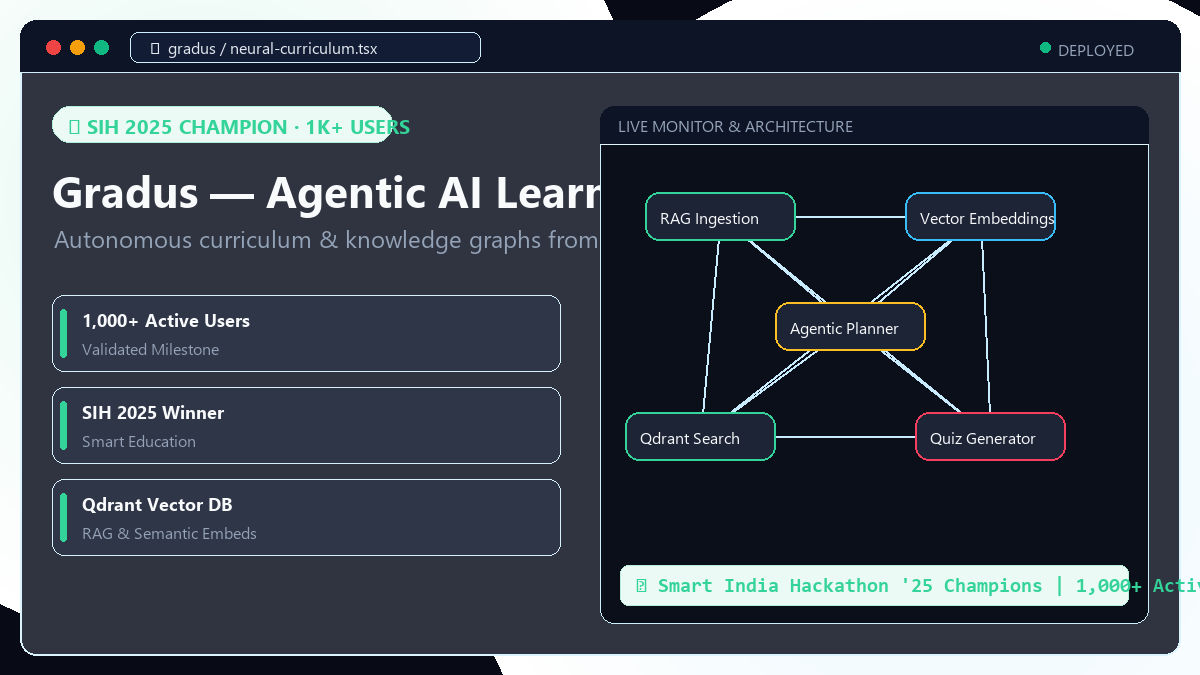 gradus / neural-curriculum.tsx
DEPLOYED
SIH 2025 CHAMPION · 1K+ USERS
Gradus — Agentic AI Learn
Autonomous curriculum & knowledge graphs from
1,000+ Active Users
Validated Milestone
SIH 2025 Winner
Smart Education
Qdrant Vector DB
RAG & Semantic Embeds
LIVE MONITOR & ARCHITECTURE
RAG Ingestion
Vector Embeddings
Agentic Planner
Qdrant Search
Quiz Generator
Smart India Hackathon '25 Champions | 1,000+ Activ